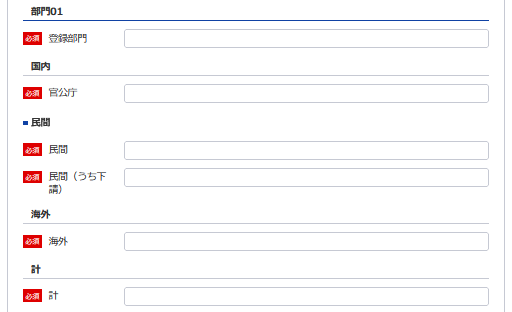 部門01
必須 登録部門
国内
必須 官公庁
民間
必須 民間
必須 民間（うち下
請）
海外
必須 海外
計
必須 計